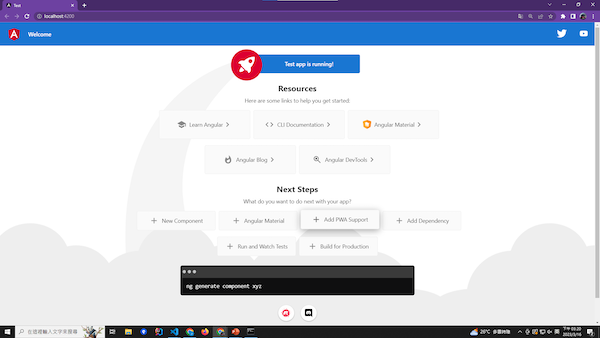 Test
localhost:4200
Welcome
Test app is running!
Resources
Here are some links to help you get started:
Learn Angular
CLI Documentation
Angular Material
Angular Blog
Angular DevTools
Next Steps
What do you want to do next with your app?
New Component
Angular Material
Add PWA Support
Add Dependency
Run and Watch Tests
Build for Production
ng generate component xyz
在這裡輸入文字來搜尋
26°C 多雲時陰
下午 03:20
2023/5/16